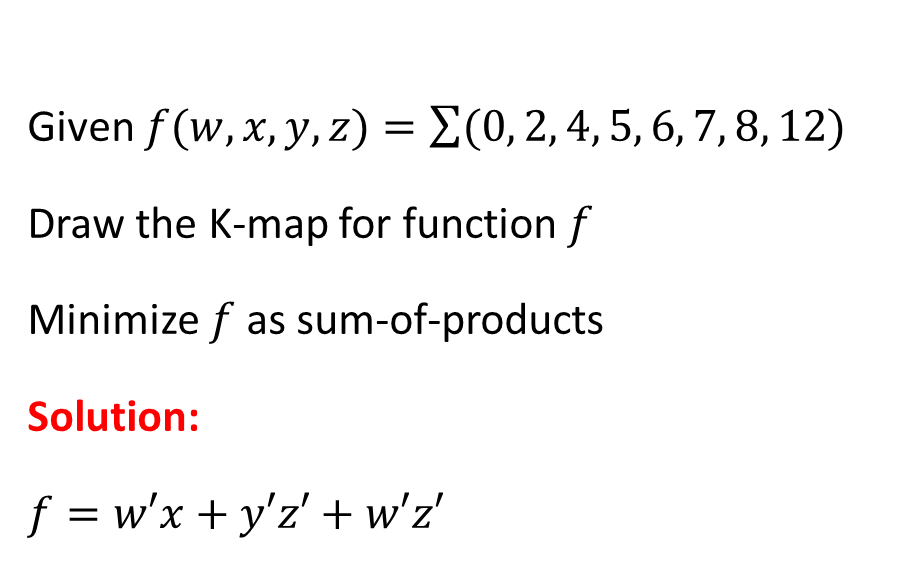 Given f(w, x, y, z) = ∑(0, 2, 4, 5, 6, 7, 8, 12)
Draw the K-map for function f
Minimize f as sum-of-products
Solution:
f = w′x + y′z′ + w′z′